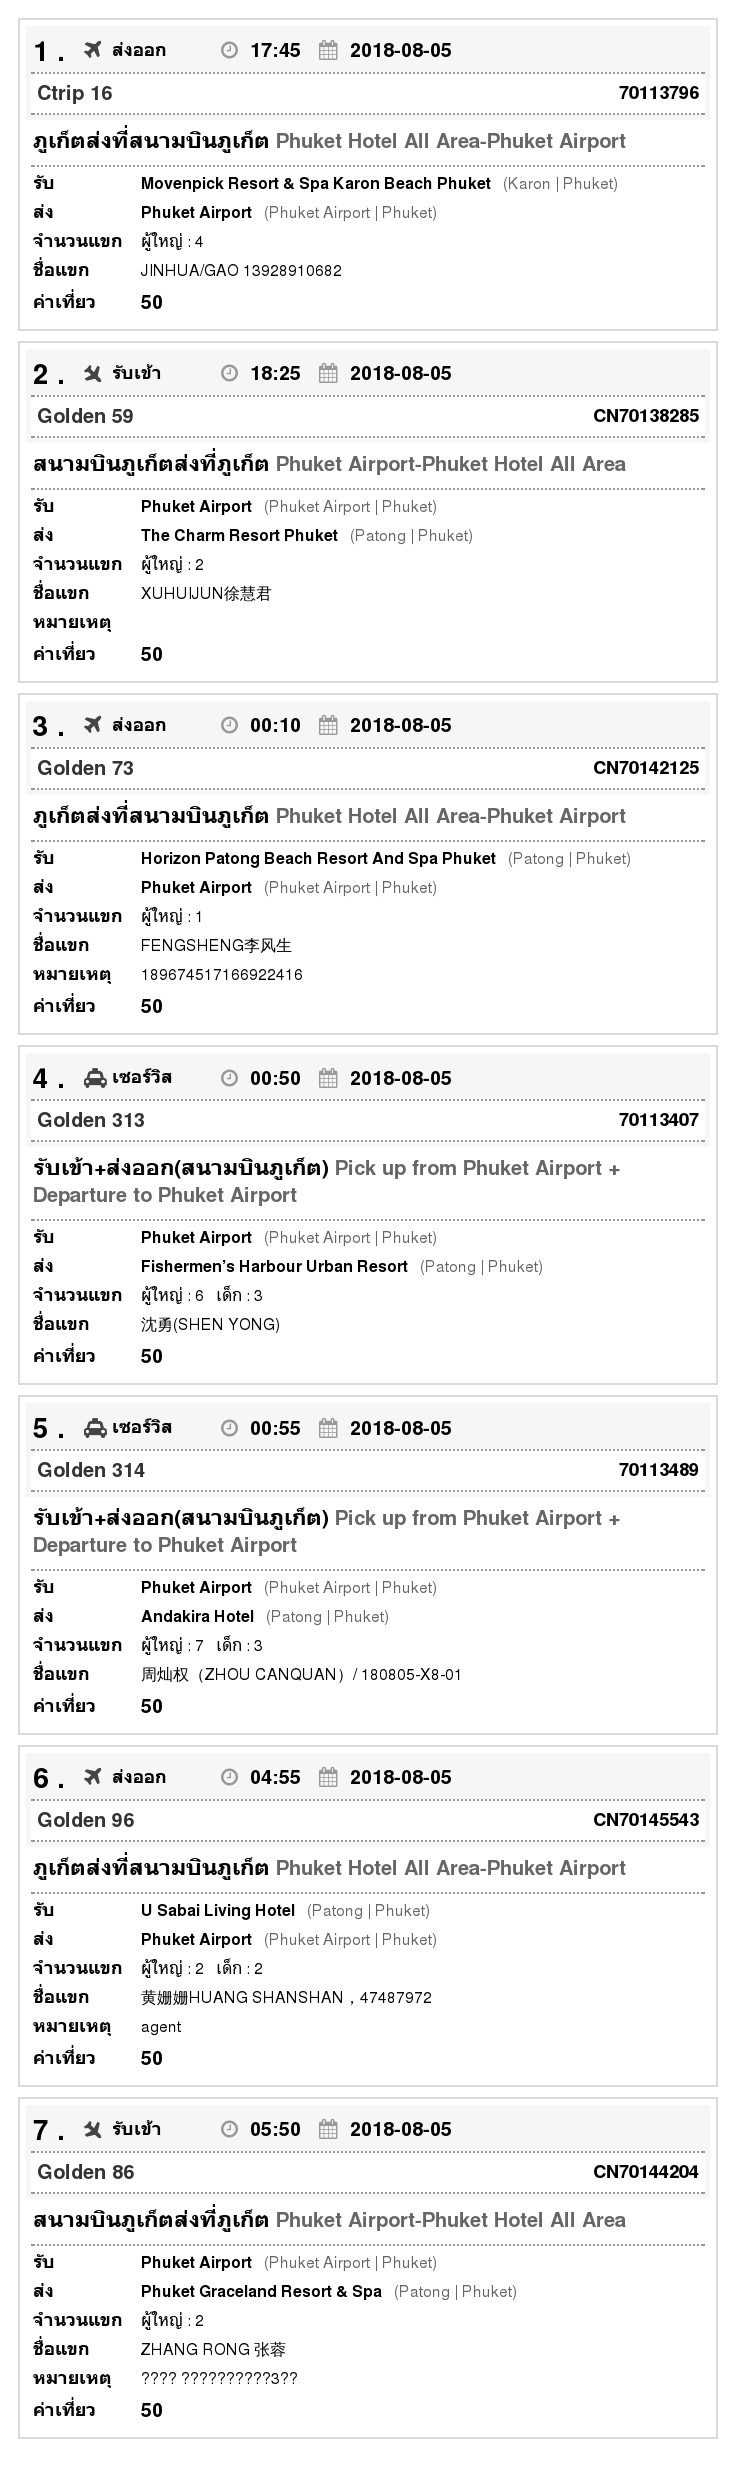 1 . ส่งออก 17:45 2018-08-05
Ctrip 16 70113796
ภูเก็ตส่งที่สนามบินภูเก็ต Phuket Hotel All Area-Phuket Airport
รับ Movenpick Resort & Spa Karon Beach Phuket (Karon | Phuket)
ส่ง Phuket Airport (Phuket Airport | Phuket)
จำนวนแขก ผู้ใหญ่ : 4
ชื่อแขก JINHUA/GAO 13928910682
ค่าเที่ยว 50
2 . รับเข้า 18:25 2018-08-05
Golden 59 CN70138285
สนามบินภูเก็ตส่งที่ภูเก็ต Phuket Airport-Phuket Hotel All Area
รับ Phuket Airport (Phuket Airport | Phuket)
ส่ง The Charm Resort Phuket (Patong | Phuket)
จำนวนแขก ผู้ใหญ่ : 2
ชื่อแขก XUHUIJUN徐慧君
หมายเหตุ
ค่าเที่ยว 50
3 . ส่งออก 00:10 2018-08-05
Golden 73 CN70142125
ภูเก็ตส่งที่สนามบินภูเก็ต Phuket Hotel All Area-Phuket Airport
รับ Horizon Patong Beach Resort And Spa Phuket (Patong | Phuket)
ส่ง Phuket Airport (Phuket Airport | Phuket)
จำนวนแขก ผู้ใหญ่ : 1
ชื่อแขก FENGSHENG李风生
หมายเหตุ 189674517166922416
ค่าเที่ยว 50
4 . เซอร์วิส 00:50 2018-08-05
Golden 313 70113407
รับเข้า+ส่งออก(สนามบินภูเก็ต) Pick up from Phuket Airport +
Departure to Phuket Airport
รับ Phuket Airport (Phuket Airport | Phuket)
ส่ง Fishermen's Harbour Urban Resort (Patong | Phuket)
จำนวนแขก ผู้ใหญ่ : 6 เด็ก : 3
ชื่อแขก 沈勇(SHEN YONG)
ค่าเที่ยว 50
5 . เซอร์วิส 00:55 2018-08-05
Golden 314 70113489
รับเข้า+ส่งออก(สนามบินภูเก็ต) Pick up from Phuket Airport +
Departure to Phuket Airport
รับ Phuket Airport (Phuket Airport | Phuket)
ส่ง Andakira Hotel (Patong | Phuket)
จำนวนแขก ผู้ใหญ่ : 7 เด็ก : 3
ชื่อแขก 周灿权（ZHOU CANQUAN）/ 180805-X8-01
ค่าเที่ยว 50
6 . ส่งออก 04:55 2018-08-05
Golden 96 CN70145543
ภูเก็ตส่งที่สนามบินภูเก็ต Phuket Hotel All Area-Phuket Airport
รับ U Sabai Living Hotel (Patong | Phuket)
ส่ง Phuket Airport (Phuket Airport | Phuket)
จำนวนแขก ผู้ใหญ่ : 2 เด็ก : 2
ชื่อแขก 黄姗姗HUANG SHANSHAN，47487972
หมายเหตุ agent
ค่าเที่ยว 50
7 . รับเข้า 05:50 2018-08-05
Golden 86 CN70144204
สนามบินภูเก็ตส่งที่ภูเก็ต Phuket Airport-Phuket Hotel All Area
รับ Phuket Airport (Phuket Airport | Phuket)
ส่ง Phuket Graceland Resort & Spa (Patong | Phuket)
จำนวนแขก ผู้ใหญ่ : 2
ชื่อแขก ZHANG RONG 张蓉
หมายเหตุ ???? ??????????3??
ค่าเที่ยว 50